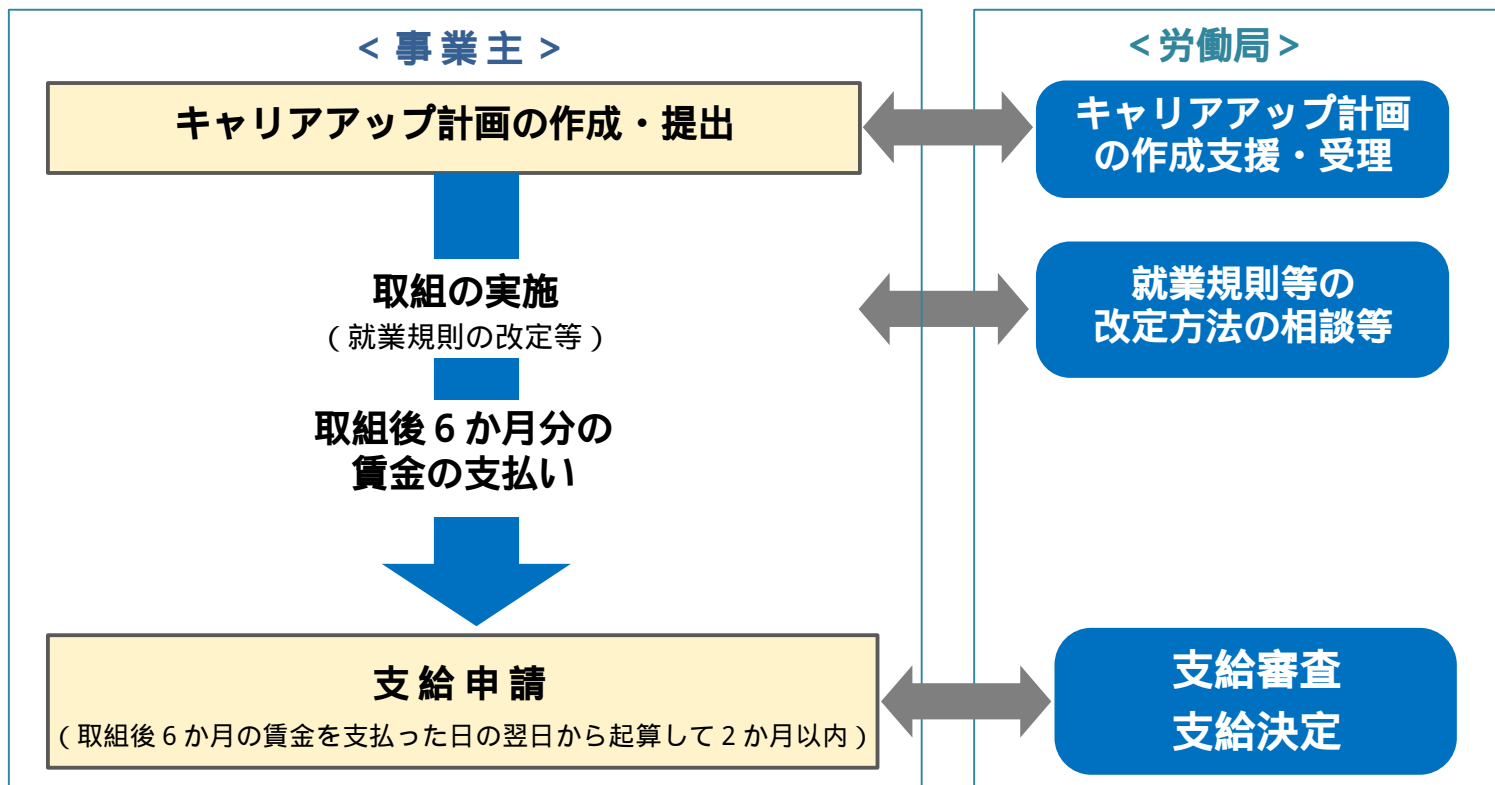 ＜事業主＞
キャリアアップ計画の作成・提出
取組の実施
（就業規則の改定等）
取組後６か月分の
賃金の支払い
支給申請
（取組後６か月の賃金を支払った日の翌日から起算して２か月以内）
＜労働局＞
キャリアアップ計画
の作成支援・受理
就業規則等の
改定方法の相談等
支給審査
支給決定